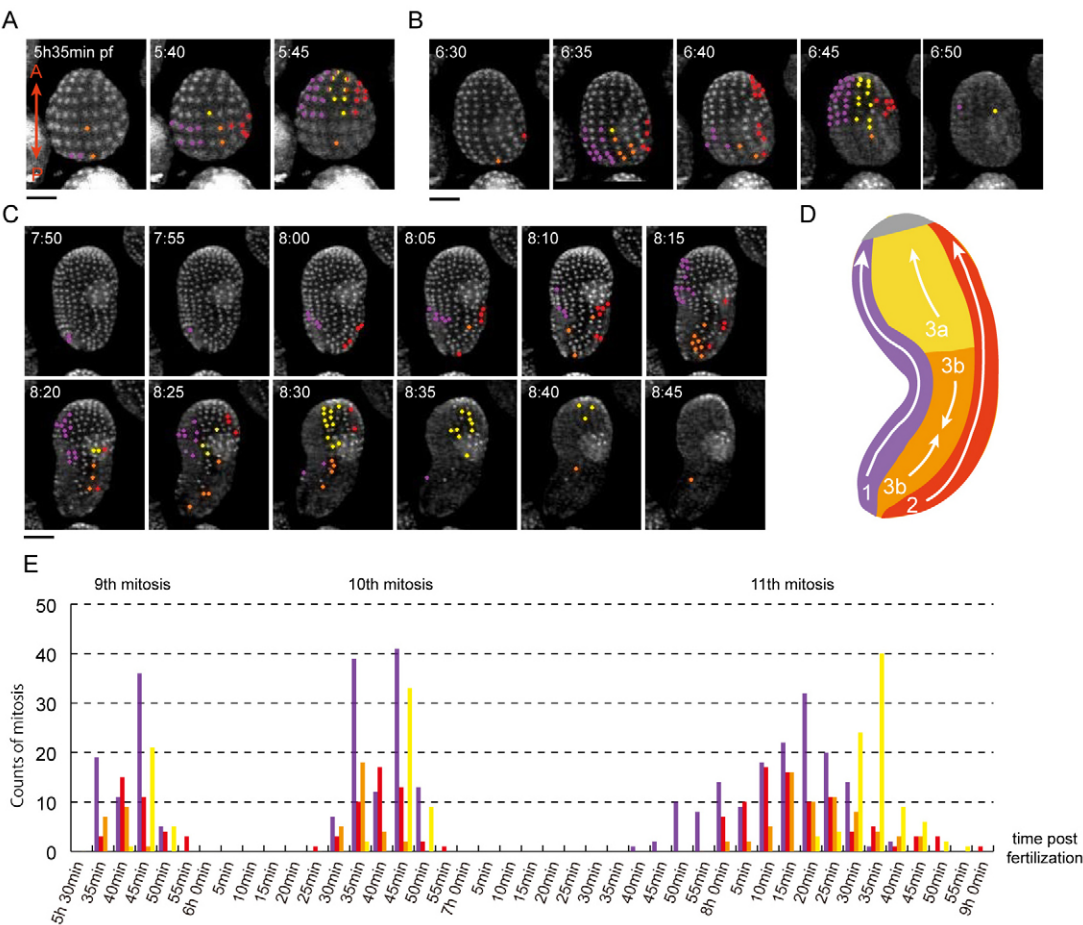 A
5h35min pf
5:40
5:45
A
P
B
6:30
6:35
6:40
6:45
6:50
C
7:50
7:55
8:00
8:05
8:10
8:15
8:20
8:25
8:30
8:35
8:40
8:45
D
3a
3b
3b
1
2
E
9th mitosis
10th mitosis
11th mitosis
50
40
30
20
10
0
Counts of mitosis
5h 30min
35min
40min
45min
50min
55min
6h 0min
5min
10min
15min
20min
25min
30min
35min
40min
45min
50min
55min
7h 0min
5min
10min
15min
20min
25min
30min
35min
40min
45min
50min
55min
8h 0min
5min
10min
15min
20min
25min
30min
35min
40min
45min
50min
55min
9h 0min
time post
fertilization